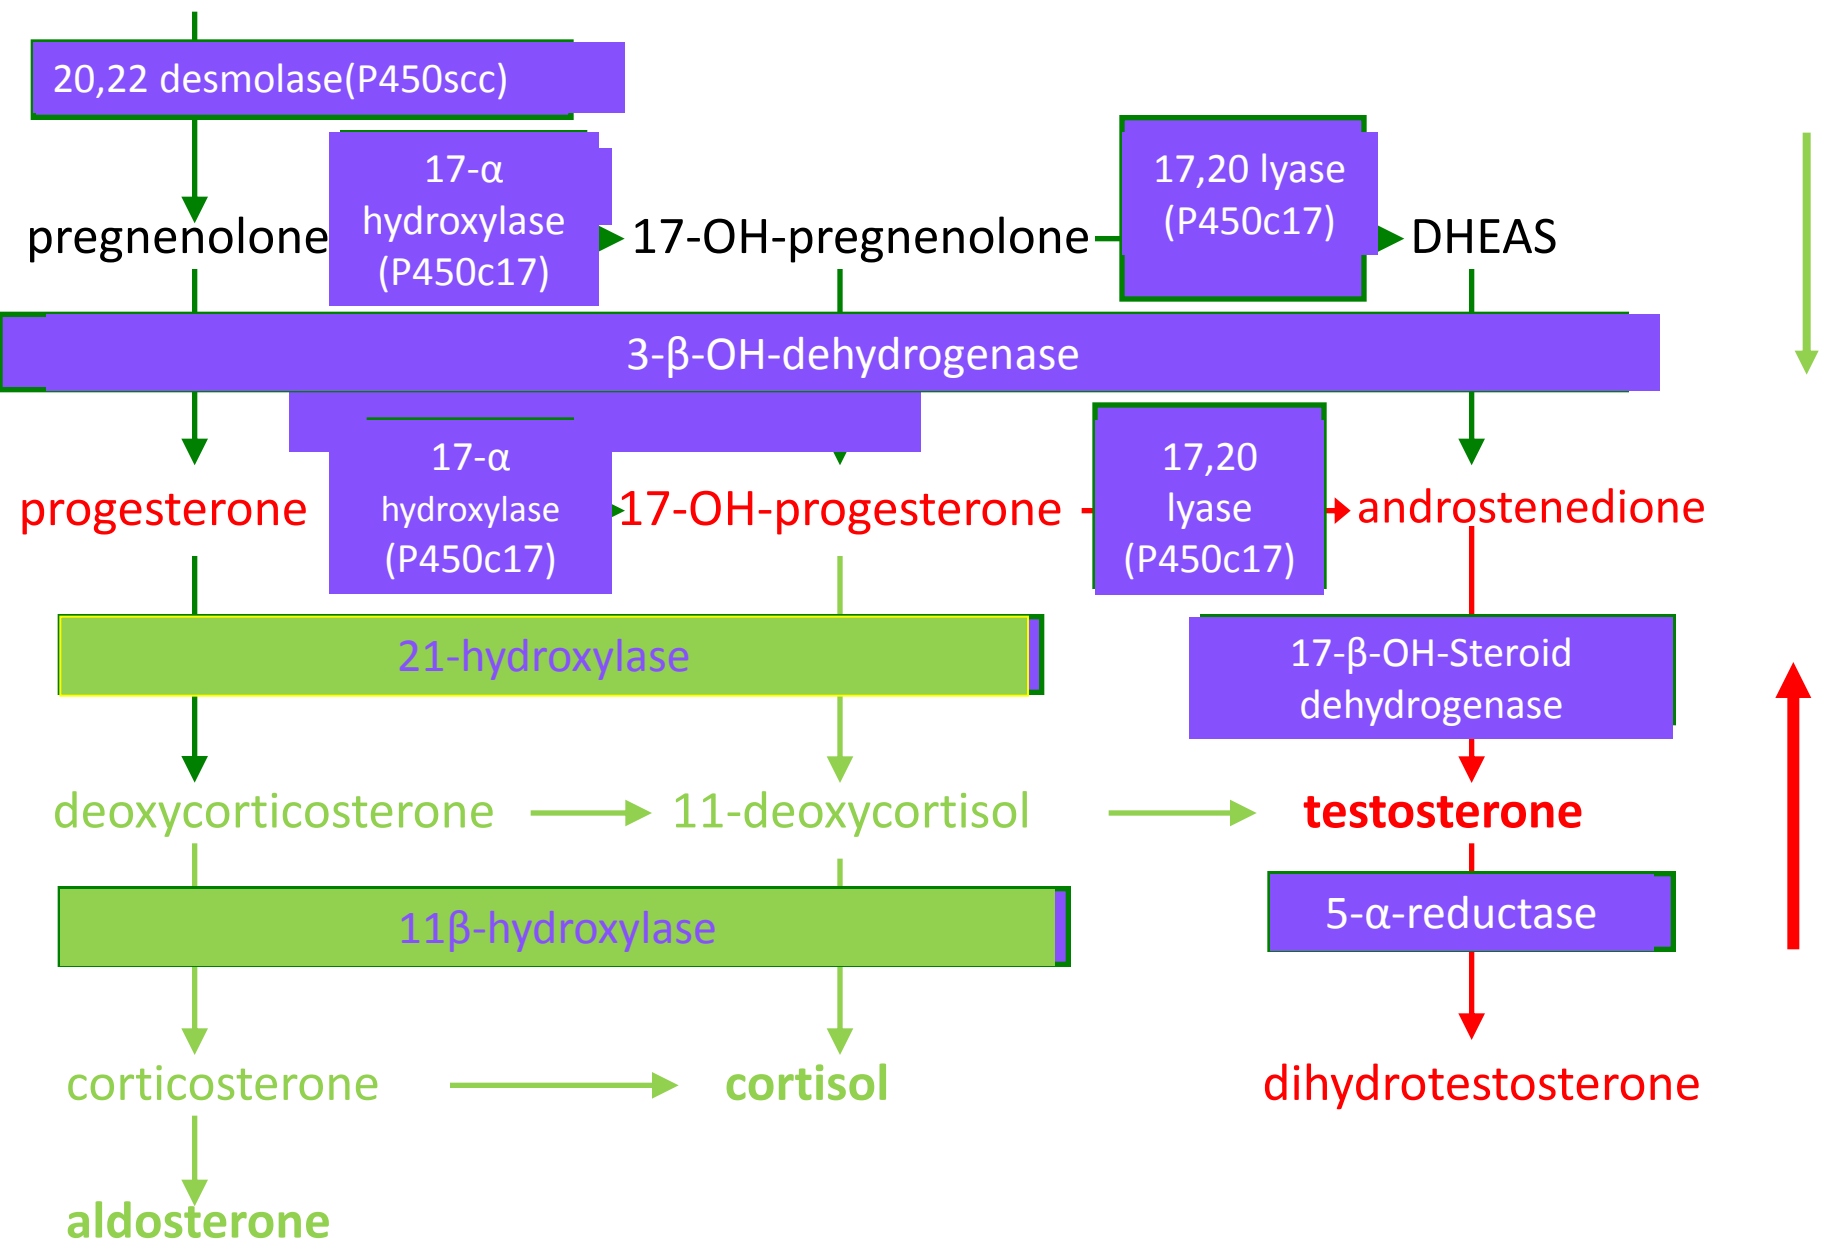 20,22 desmolase(P450scc)
17-α
hydroxylase
(P450c17)
17,20 lyase
(P450c17)
pregnenolone
17-OH-pregnenolone
DHEAS
3-β-OH-dehydrogenase
17-α
hydroxylase
(P450c17)
17,20
lyase
(P450c17)
progesterone
17-OH-progesterone
androstenedione
21-hydroxylase
17-β-OH-Steroid
dehydrogenase
deoxycorticosterone
11-deoxycortisol
testosterone
11β-hydroxylase
5-α-reductase
corticosterone
cortisol
dihydrotestosterone
aldosterone